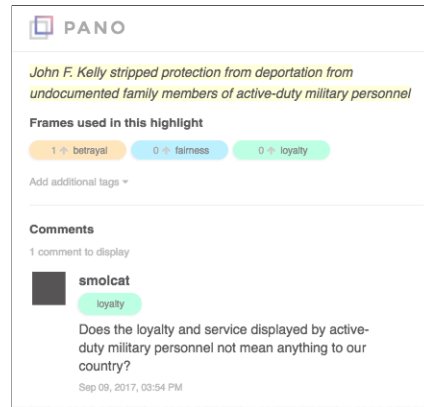 PANO
John F. Kelly stripped protection from deportation from
undocumented family members of active-duty military personnel
Frames used in this highlight
1 betrayal 0 fairness 0 loyalty
Add additional tags
Comments
1 comment to display
smolcat
loyalty
Does the loyalty and service displayed by active-
duty military personnel not mean anything to our
country?
Sep 09, 2017, 03:54 PM